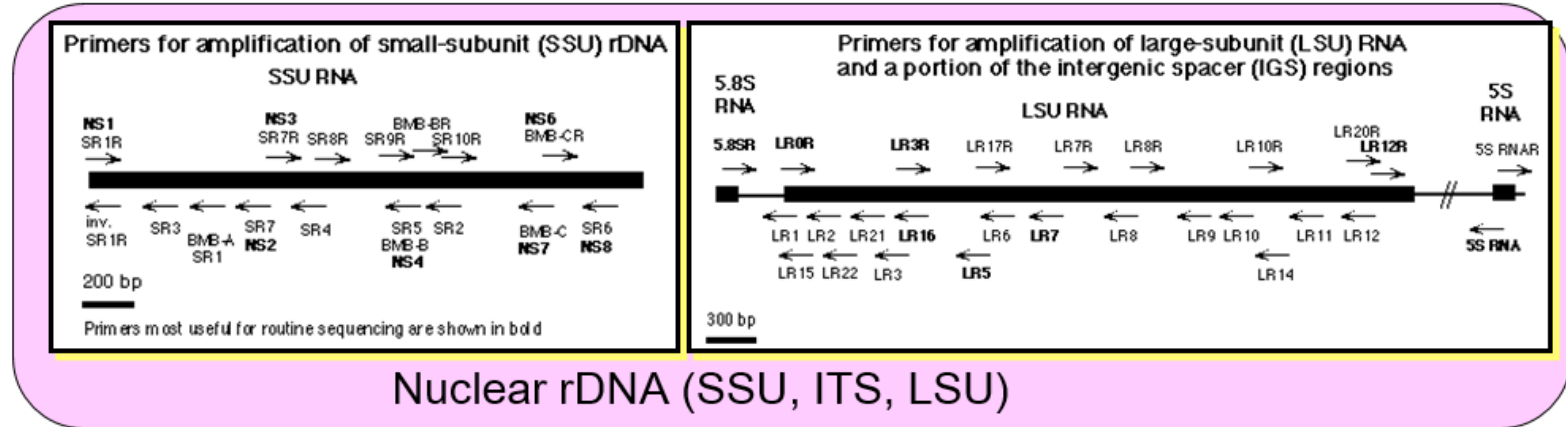 Primers for amplification of small-subunit (SSU) rDNA
SSU RNA
NS1
SR1R
NS3
SR7R
SR8R
SR9R
BMB-BR
SR10R
NS6
BMB-CR
inv.
SR1R
SR3
BMB-A
SR1
SR7
NS2
SR4
SR5
BMB-B
NS4
SR2
BMB-C
NS7
SR6
NS8
200 bp
Primers most useful for routine sequencing are shown in bold
Primers for amplification of large-subunit (LSU) RNA
and a portion of the intergenic spacer (IGS) regions
5.8S
RNA
LSU RNA
5S
RNA
5.8SR
LR0R
LR3R
LR17R
LR7R
LR8R
LR10R
LR20R
LR12R
5S RNAR
LR1
LR2
LR21
LR16
LR6
LR7
LR8
LR9
LR10
LR11
LR12
5S RNA
LR15
LR22
LR3
LR5
LR14
300 bp
Nuclear rDNA (SSU, ITS, LSU)